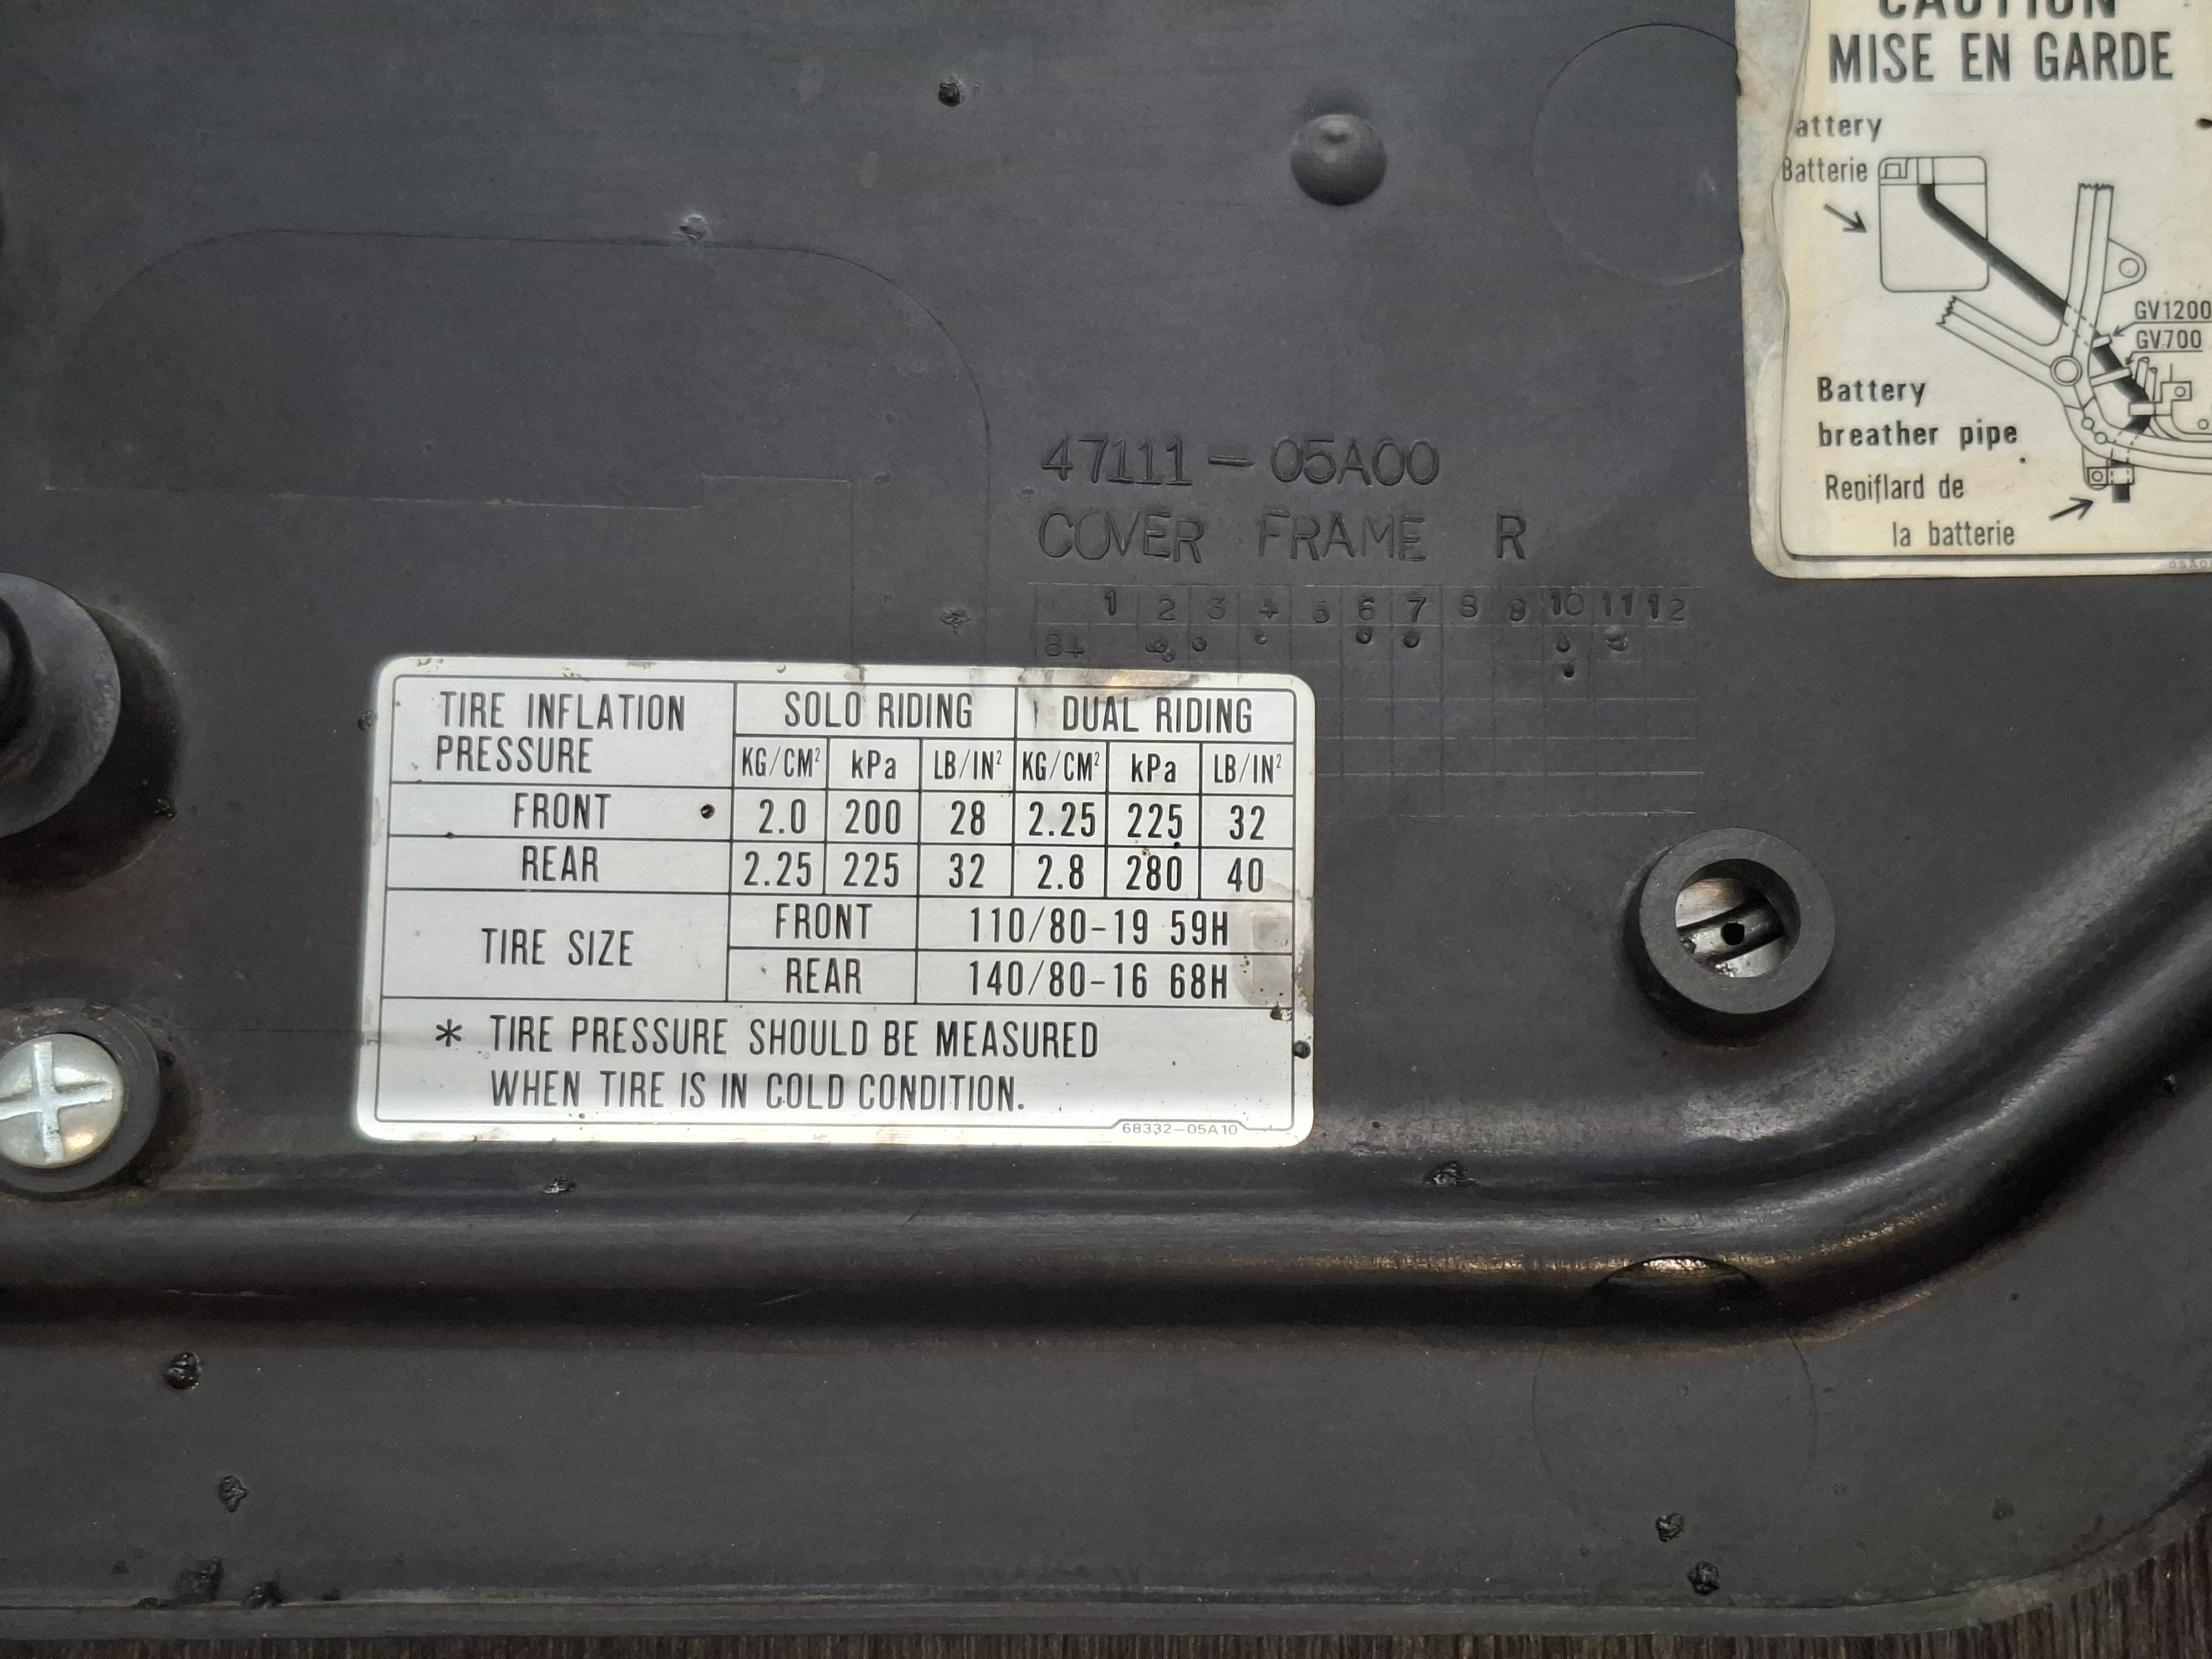 CAUTION
MISE EN GARDE
attery
Batterie
GV1200
GV700
Battery
breather pipe
Reniflard de
la batterie
47111-05A00
COVER FRAME R
1 2 3 4 5 6 7 8 9 10 11 12
84
TIRE INFLATION PRESSURE SOLO RIDING DUAL RIDING
KG/CM² kPa LB/IN² KG/CM² kPa LB/IN²
FRONT 2.0 200 28 2.25 225 32
REAR 2.25 225 32 2.8 280 40
TIRE SIZE FRONT 110/80-19 59H
REAR 140/80-16 68H
* TIRE PRESSURE SHOULD BE MEASURED
WHEN TIRE IS IN COLD CONDITION.
68332-05A10